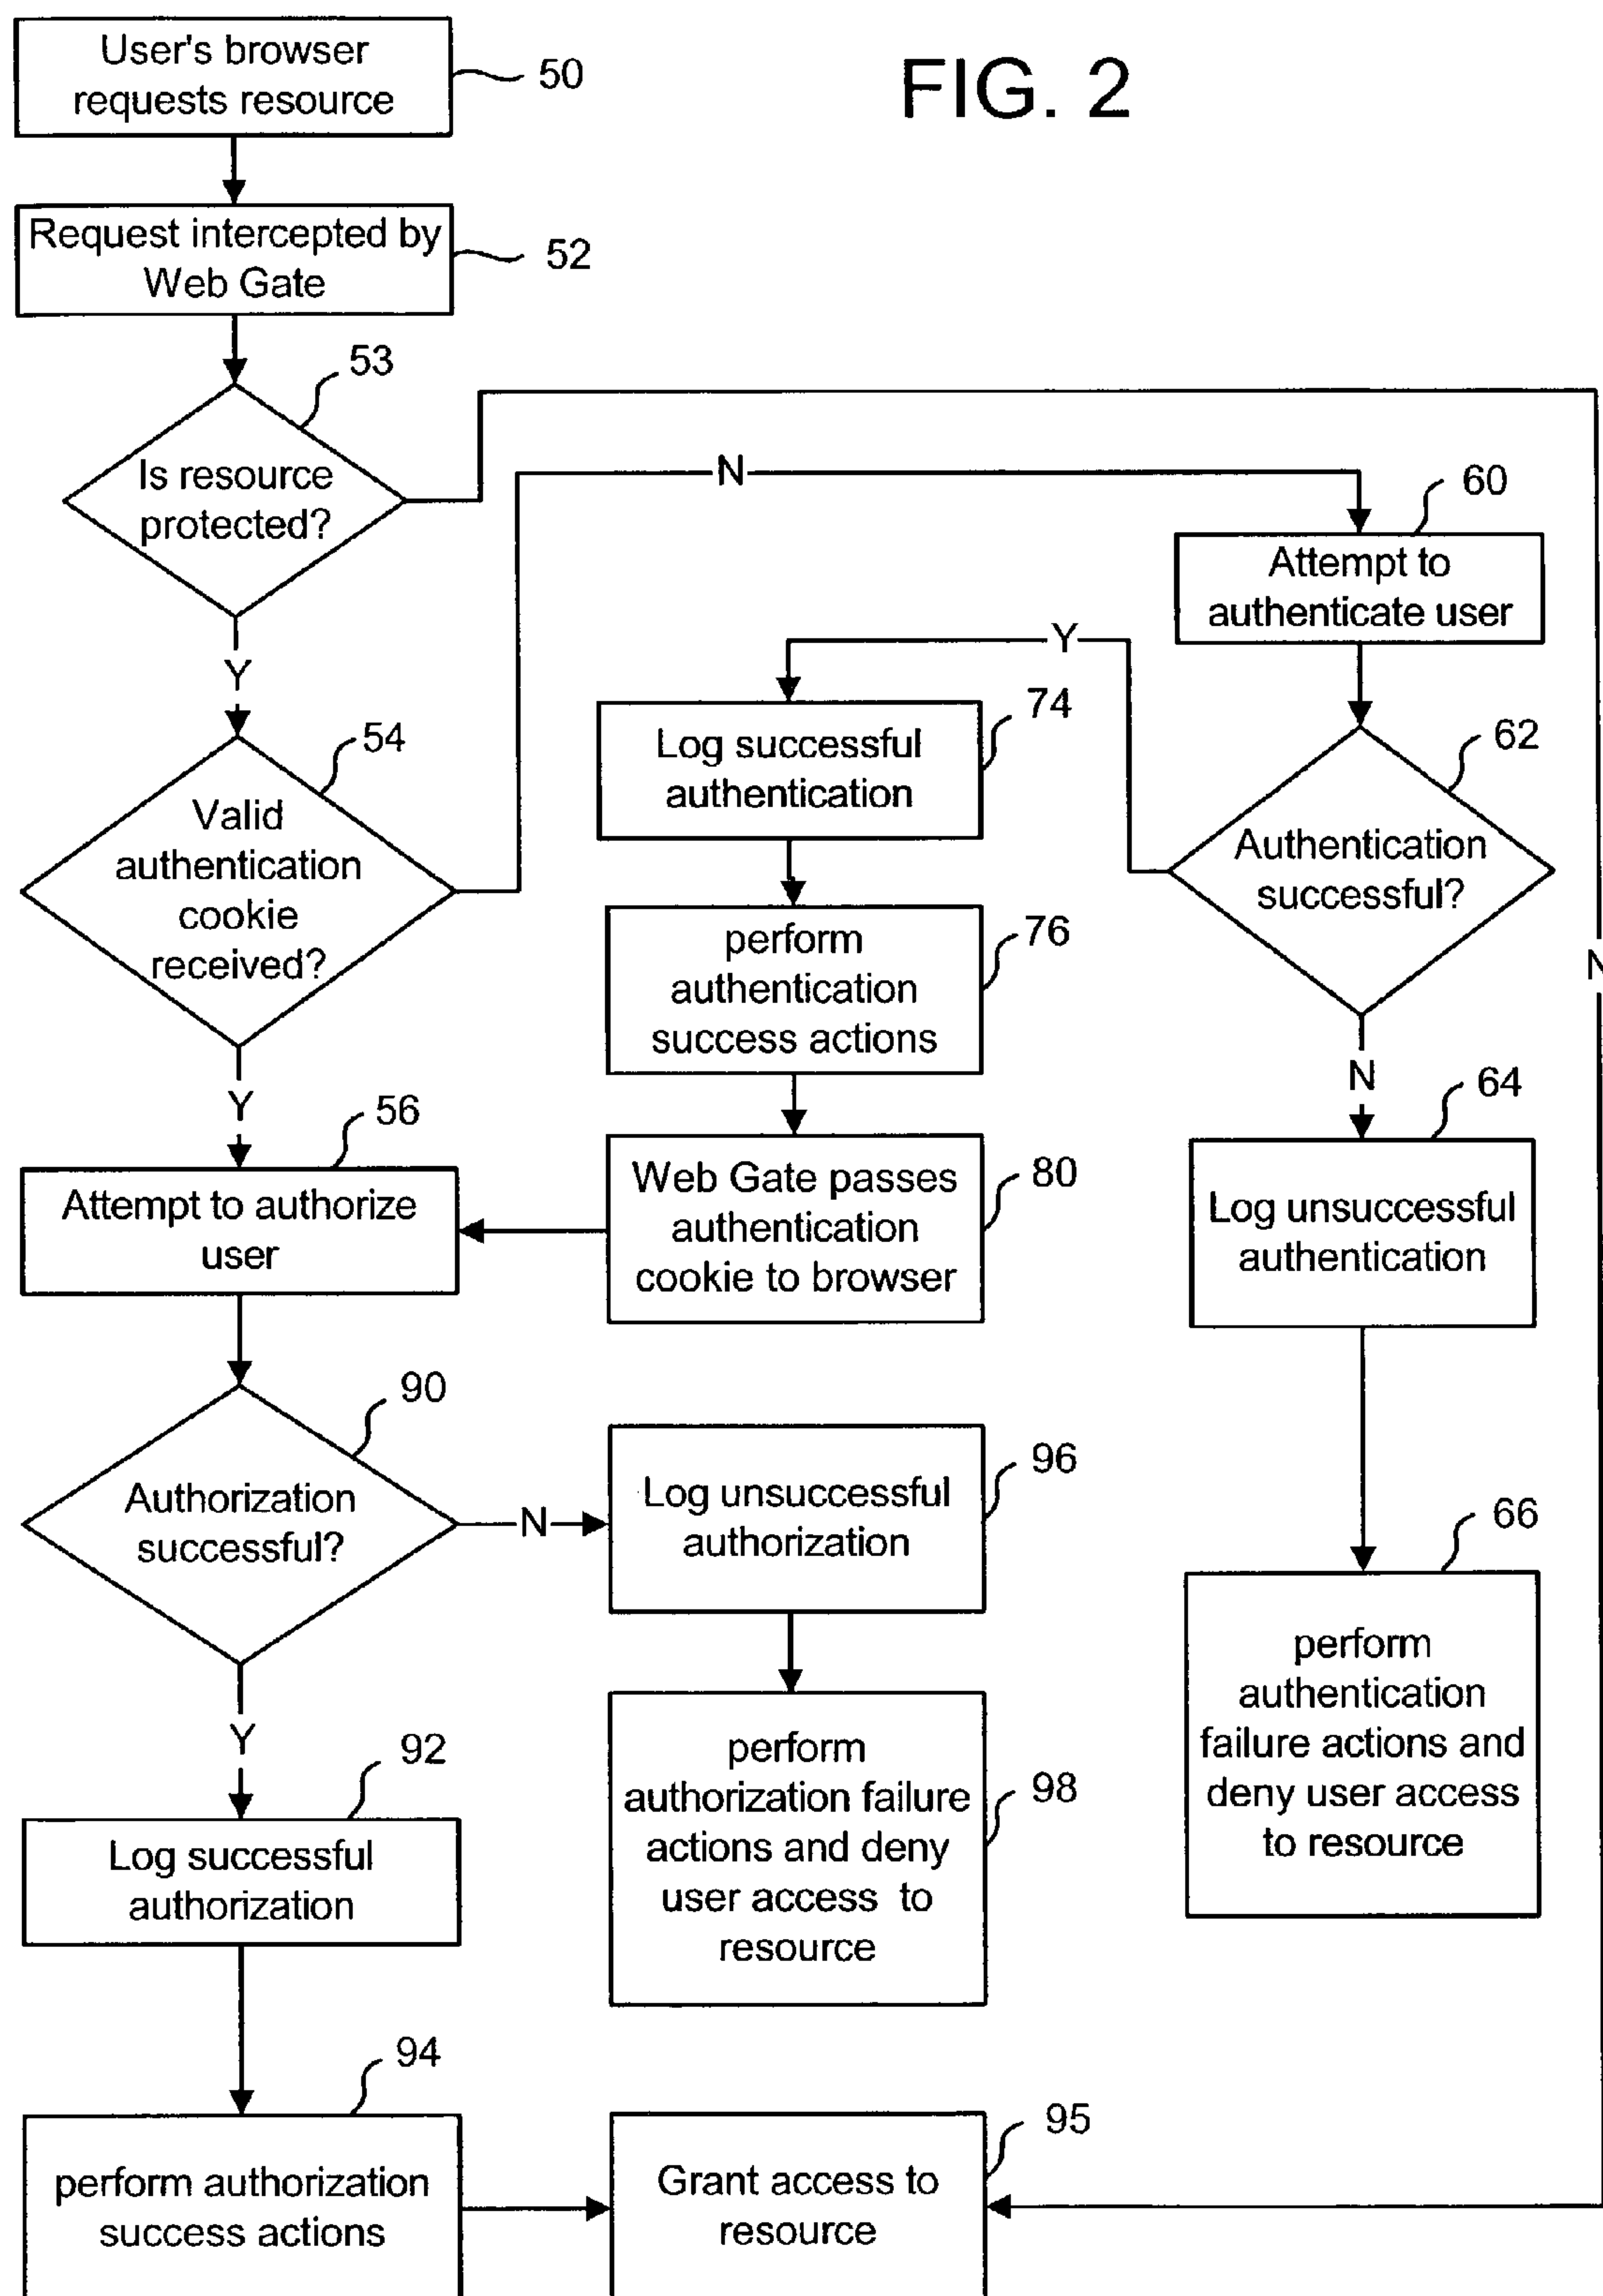 FIG. 2
User's browser
requests resource
50
Request intercepted by
Web Gate
52
53
Is resource
protected?
N
60
Attempt to
authenticate user
Y
Y
74
Log successful
authentication
54
Valid
authentication
cookie
received?
62
Authentication
successful?
76
perform
authentication
success actions
N
N
Y
56
Attempt to authorize
user
80
Web Gate passes
authentication
cookie to browser
64
Log unsuccessful
authentication
90
Authorization
successful?
N
96
Log unsuccessful
authorization
66
perform
authentication
failure actions and
deny user access
to resource
Y
92
Log successful
authorization
98
perform
authorization failure
actions and deny
user access to
resource
94
perform authorization
success actions
95
Grant access to
resource